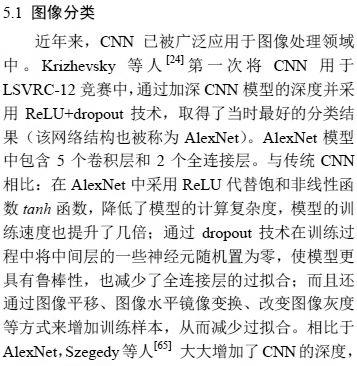 5.1 图像分类
近年来，CNN 已被广泛应用于图像处理领域
中。Krizhevsky 等人[24]第一次将 CNN 用于
LSVRC-12 竞赛中，通过加深 CNN 模型的深度并采
用 ReLU+dropout 技术，取得了当时最好的分类结
果（该网络结构也被称为 AlexNet）。AlexNet 模型
中包含 5 个卷积层和 2 个全连接层。与传统 CNN
相比：在 AlexNet 中采用 ReLU 代替饱和非线性函
数 tanh 函数，降低了模型的计算复杂度，模型的训
练速度也提升了几倍；通过 dropout 技术在训练过
程中将中间层的一些神经元随机置为零，使模型更
具有鲁棒性，也减少了全连接层的过拟合；而且还
通过图像平移、图像水平镜像变换、改变图像灰度
等方式来增加训练样本，从而减少过拟合。相比于
AlexNet，Szegedy 等人[65] 大大增加了 CNN 的深度，